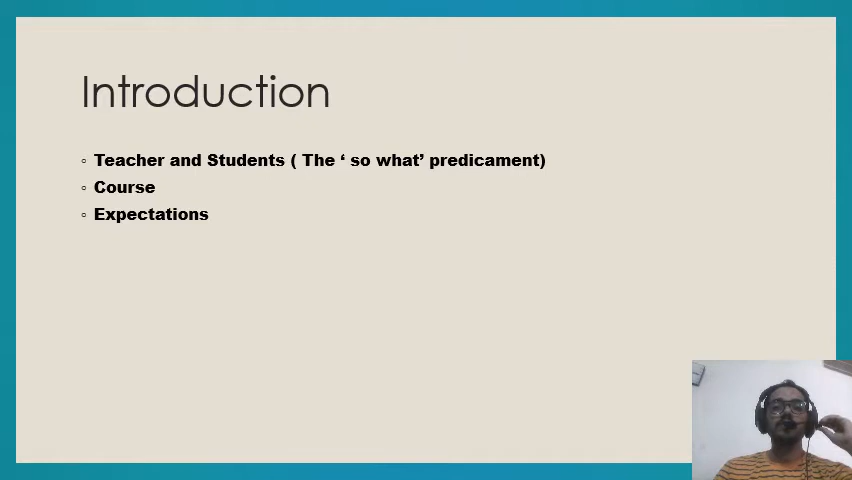 Introduction
Teacher and Students ( The ‘ so what’ predicament)
Course
Expectations